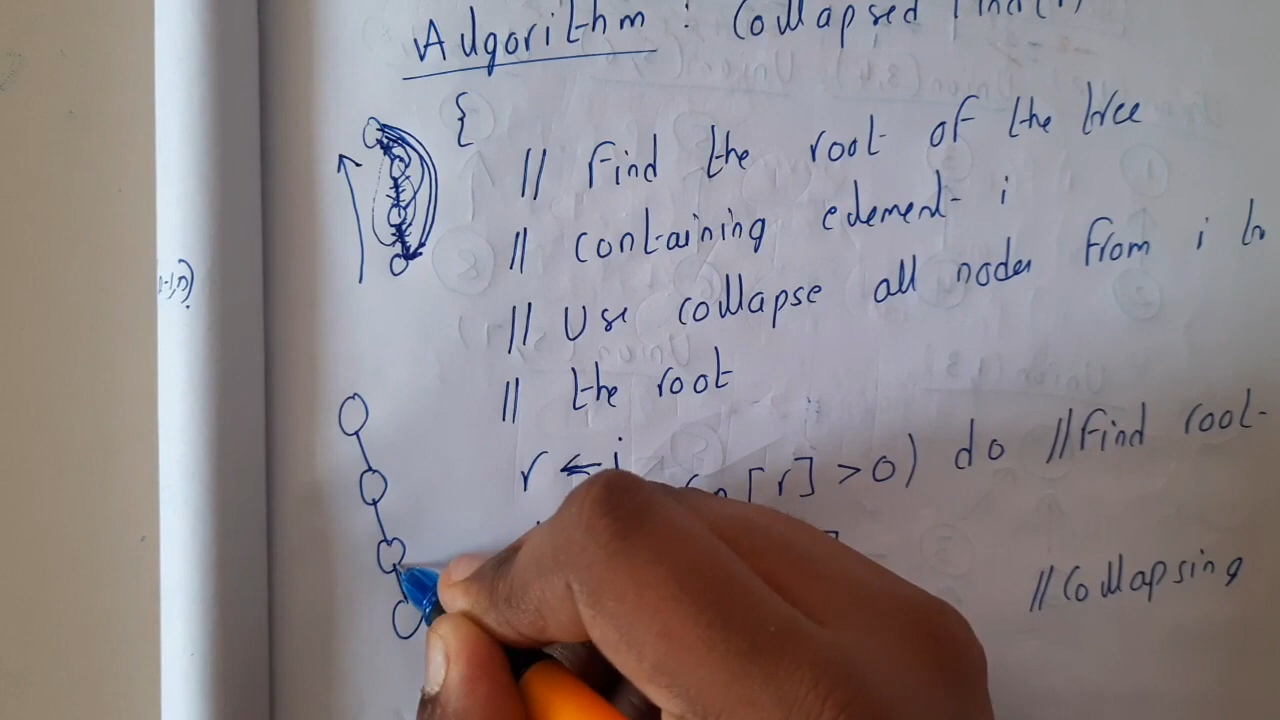 Algorithm : Collapsed Find(i)
{
// Find the root of the tree
// containing element i
// Use collapse all nodes from i to
// the root
r ← i
[r] > 0) do // Find root
// Collapsing